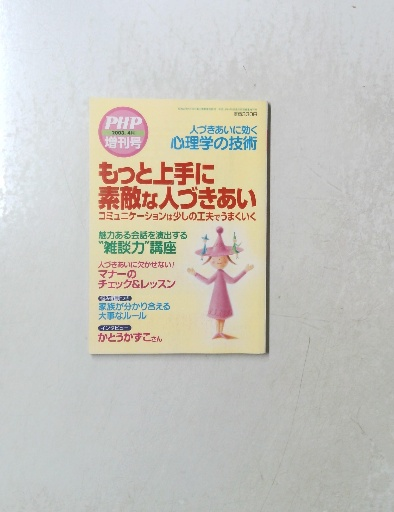 PHP
増刊号
人づきあいに効く
心理学の技術
もっと上手に
素敵な人づきあい
コミュニケーションは少しの工夫でうまくいく
魅力ある会話を演出する
"雑談力"講座
人づきあいに欠かせない!
マナーの
チェック&レッスン
家族が分かり合える
大事なルール
インタビュー
かとうかずこさん